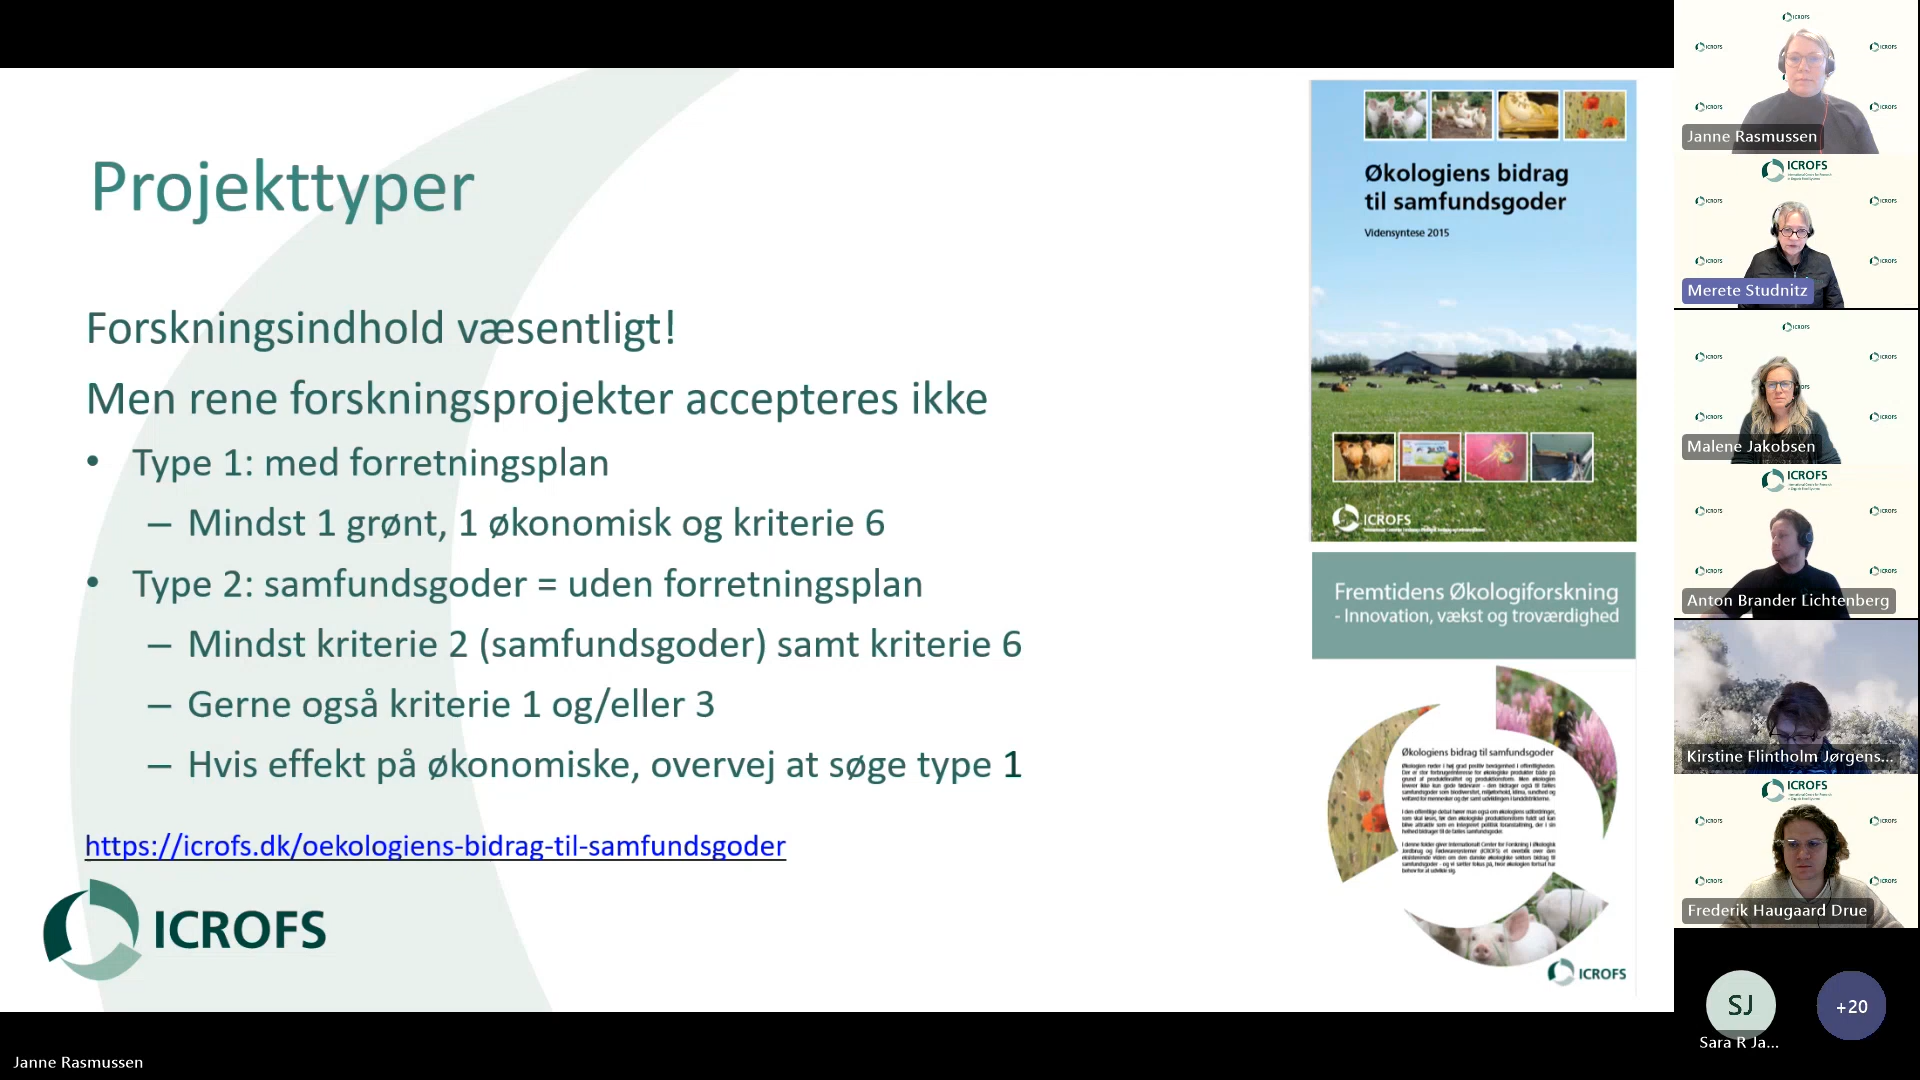 Projekttyper
Forskningsindhold væsentligt!
Men rene forskningsprojekter accepteres ikke
• Type 1: med forretningsplan
– Mindst 1 grønt, 1 økonomisk og kriterie 6
• Type 2: samfundsgoder = uden forretningsplan
– Mindst kriterie 2 (samfundsgoder) samt kriterie 6
– Gerne også kriterie 1 og/eller 3
– Hvis effekt på økonomiske, overvej at søge type 1
https://icrofs.dk/oekologiens-bidrag-til-samfundsgoder
ICROFS
Økologiens bidrag
til samfundsgoder
Vidensyntese 2015
ICROFS
Fremtidens Økologiforskning
- Innovation, vækst og troværdighed
Økologiens bidrag til samfundsgoder
ICROFS
Janne Rasmussen
ICROFS
Merete Studnitz
Malene Jakobsen
ICROFS
Anton Brander Lichtenberg
Kirstine Flintholm Jørgens...
ICROFS
Frederik Haugaard Drue
SJ
+20
Sara R Ja...
Janne Rasmussen